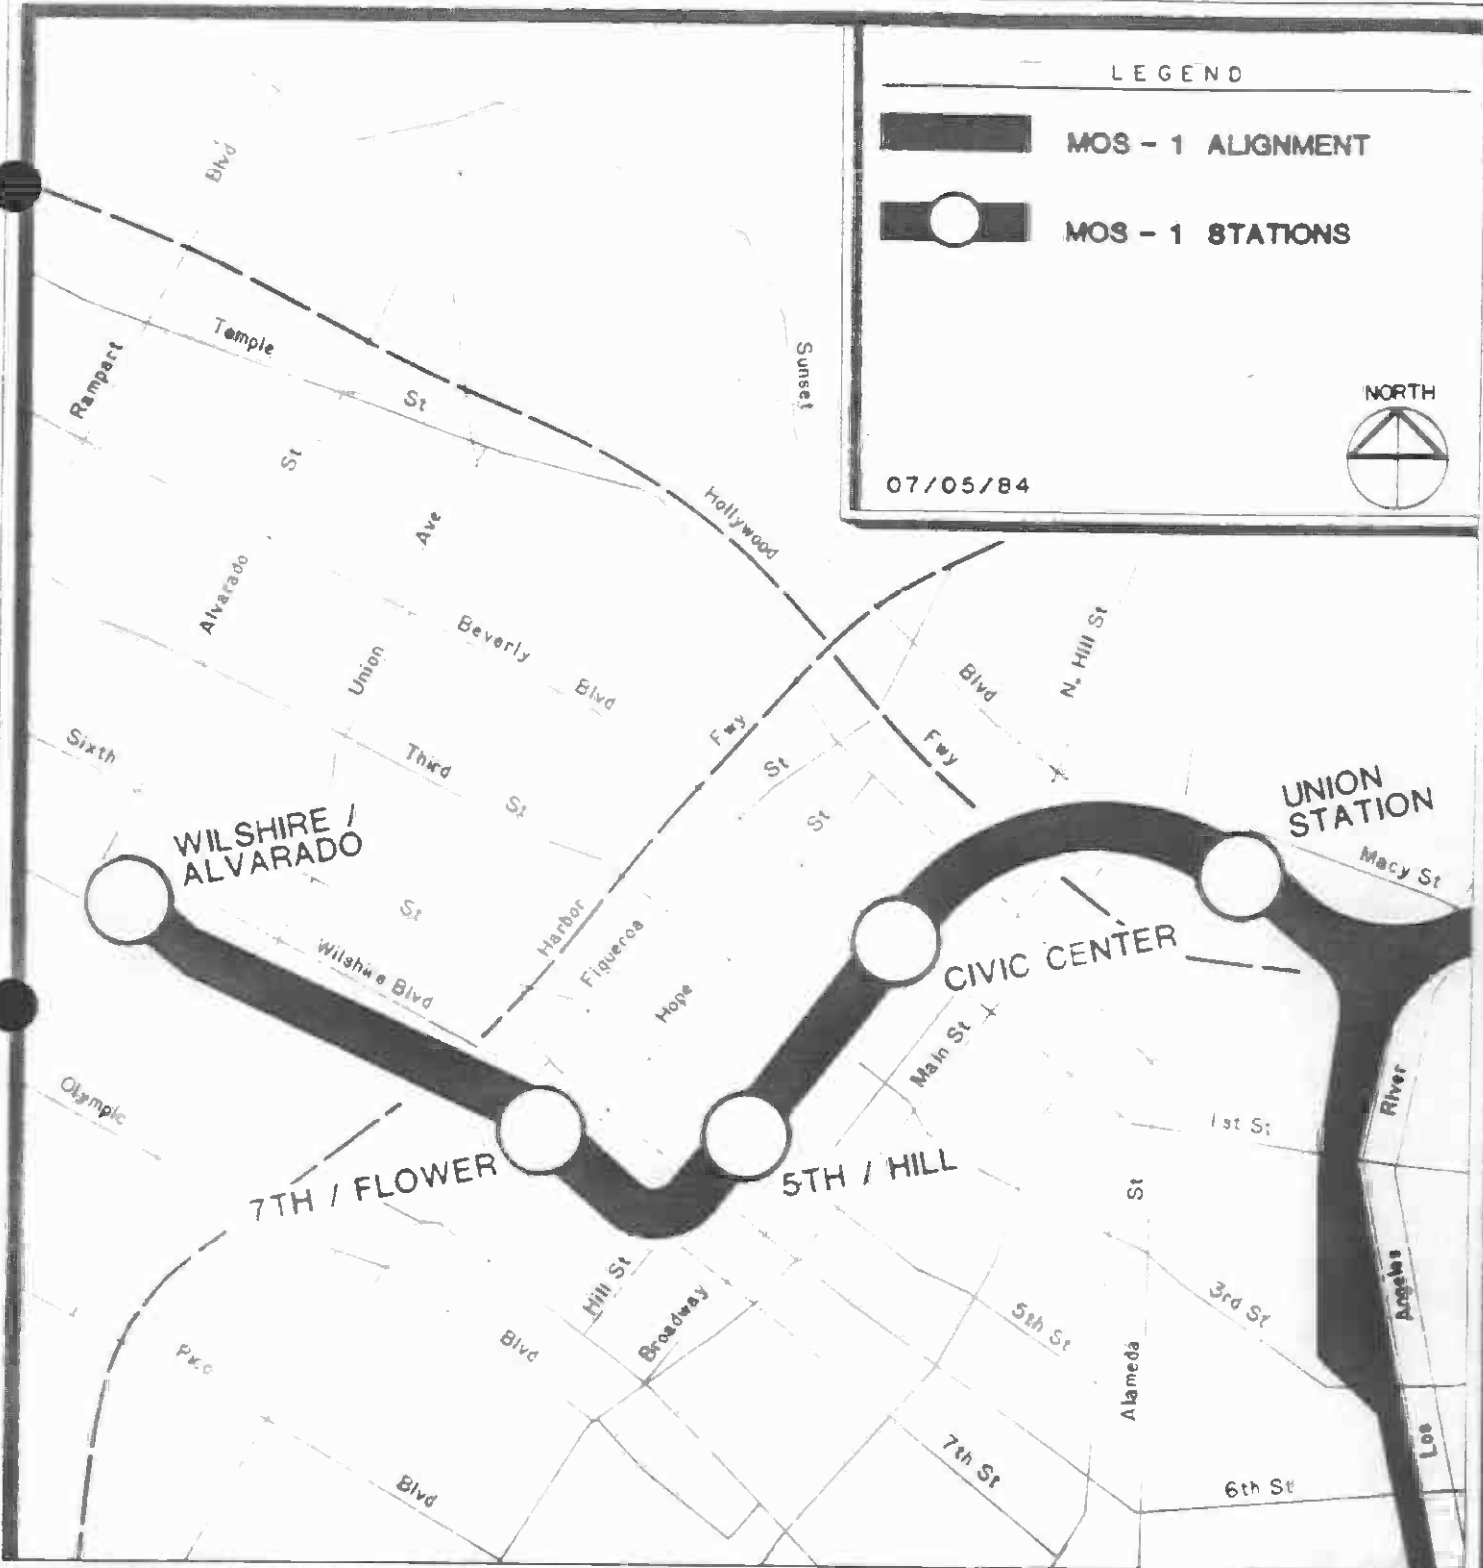 LEGEND
MOS - 1 ALIGNMENT
MOS - 1 STATIONS
NORTH
07/05/84
Blvd
Rampart
Temple
St
Sunset
St
Alvarado
Ave
Union
Hollywood
Fwy
Beverly
Blvd
Blvd
N. Hill St
Sixth
St
Third
St
Fwy
Harbor
St
St
Figueroa
Hope
WILSHIRE /
ALVARADO
Wilshire Blvd
UNION
STATION
Macy St
CIVIC CENTER
Main St
Olympic
Blvd
7TH / FLOWER
5TH / HILL
1st St
River
Angeles
Los
St
Alameda
3rd St
5th St
Hill St
Broadway
Pico
Blvd
7th St
6th St